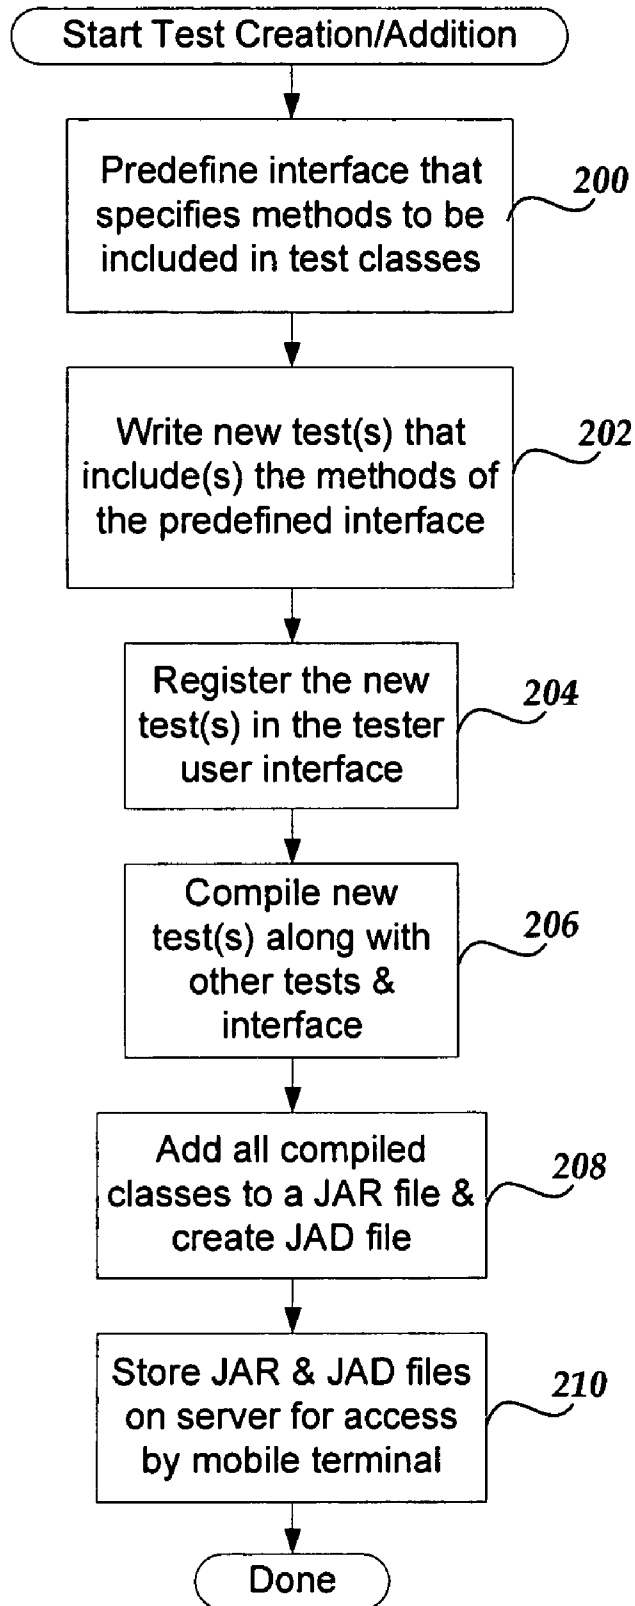 Start Test Creation/Addition
Predefine interface that
specifies methods to be
included in test classes
200
Write new test(s) that
include(s) the methods of
the predefined interface
202
Register the new
test(s) in the tester
user interface
204
Compile new
test(s) along with
other tests &
interface
206
Add all compiled
classes to a JAR file &
create JAD file
208
Store JAR & JAD files
on server for access
by mobile terminal
210
Done